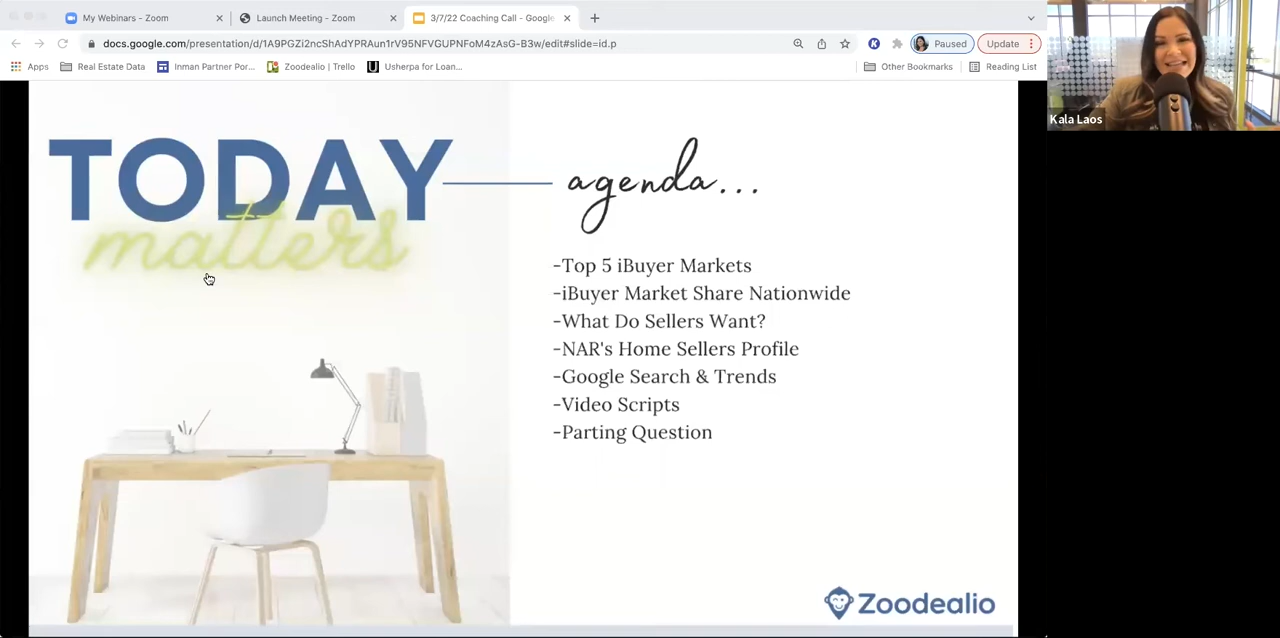 My Webinars - Zoom
Launch Meeting - Zoom
3/7/22 Coaching Call - Google
docs.google.com/presentation/d/1A9PGZi2ncShAdYPRAum1rV95NFVGUPNFoM4zAsG-B3w/edit#slide=id.p
Paused
Update
Apps
Real Estate Data
Inman Partner Por...
Zoodealio | Trello
Usherpa for Loan...
Other Bookmarks
Reading List
Kala Laos
TODAY
matters
agenda...
-Top 5 iBuyer Markets
-iBuyer Market Share Nationwide
-What Do Sellers Want?
-NAR's Home Sellers Profile
-Google Search & Trends
-Video Scripts
-Parting Question
Zoodealio